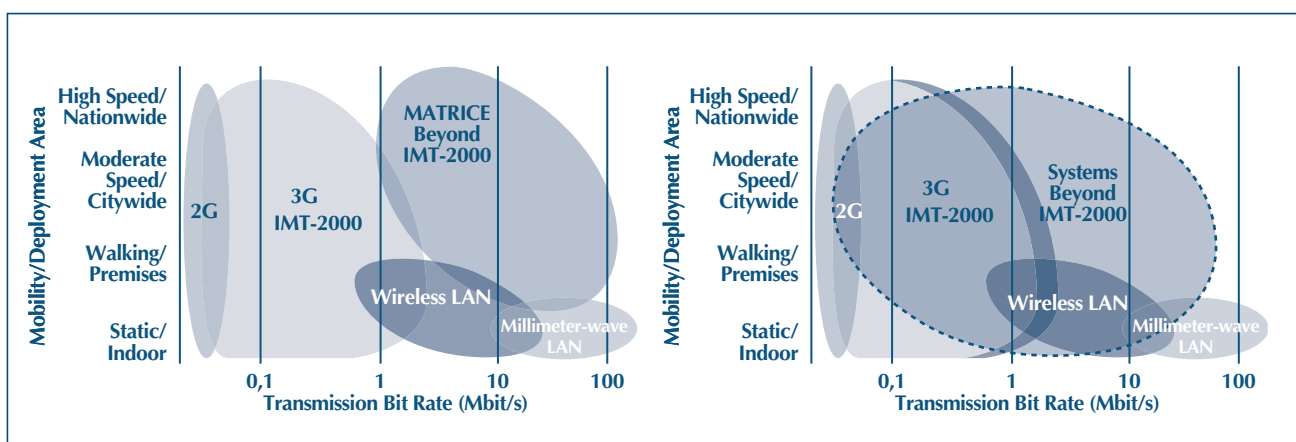 Mobility/Deployment Area
High Speed/
Nationwide
Moderate
Speed/
Citywide
Walking/
Premises
Static/
Indoor
2G
3G
IMT-2000
MATRICE
Beyond
IMT-2000
Wireless LAN
Millimeter-wave
LAN
0,1
1
10
100
Transmission Bit Rate (Mbit/s)
Mobility/Deployment Area
High Speed/
Nationwide
Moderate
Speed/
Citywide
Walking/
Premises
Static/
Indoor
2G
3G
IMT-2000
Systems
Beyond
IMT-2000
Wireless LAN
Millimeter-wave
LAN
0,1
1
10
100
Transmission Bit Rate (Mbit/s)